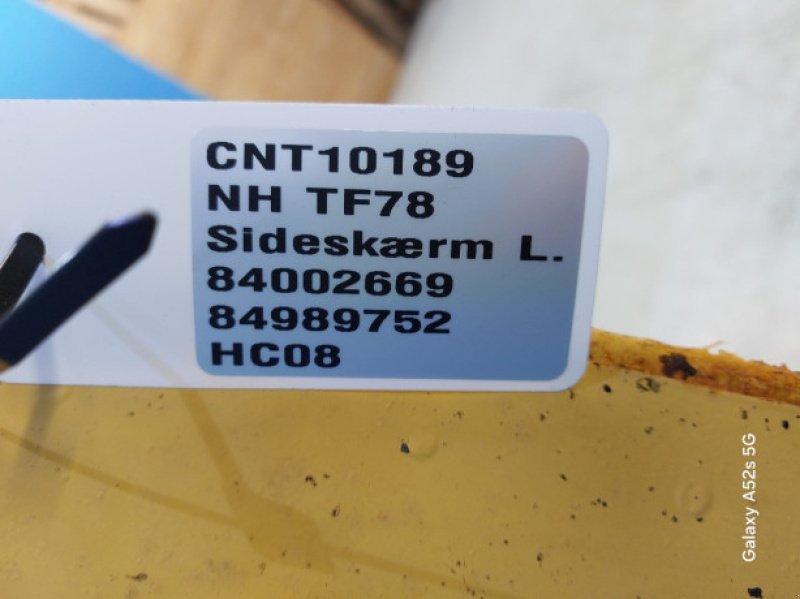 CNT10189
NH TF78
Sideskærm L.
84002669
84989752
HC08
Galaxy A52s 5G